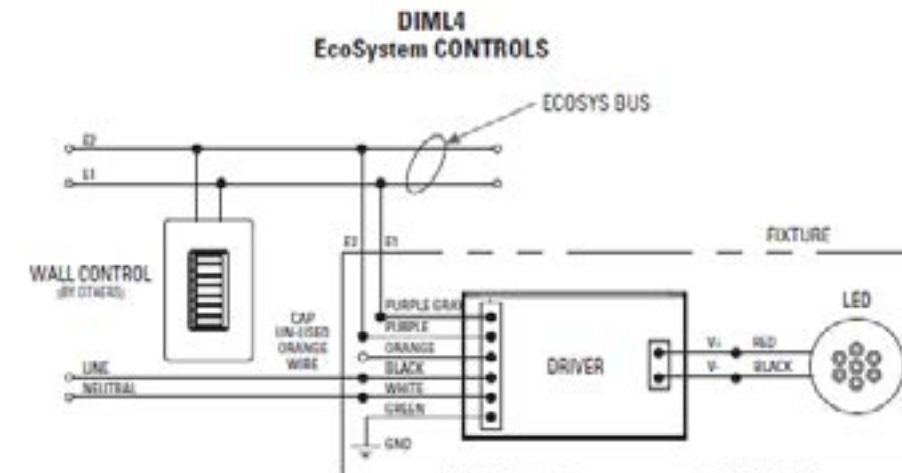 DIML4
EcoSystem CONTROLS
ECOSYS BUS
E2
E1
E2
E1
FIXTURE
WALL CONTROL
(BY OTHERS)
CAP
UN-USED
ORANGE
WIRE
PURPLE GRAY
PURPLE
ORANGE
BLACK
WHITE
GREEN
GND
LINE
NEUTRAL
DRIVER
V+
RED
V-
BLACK
LED